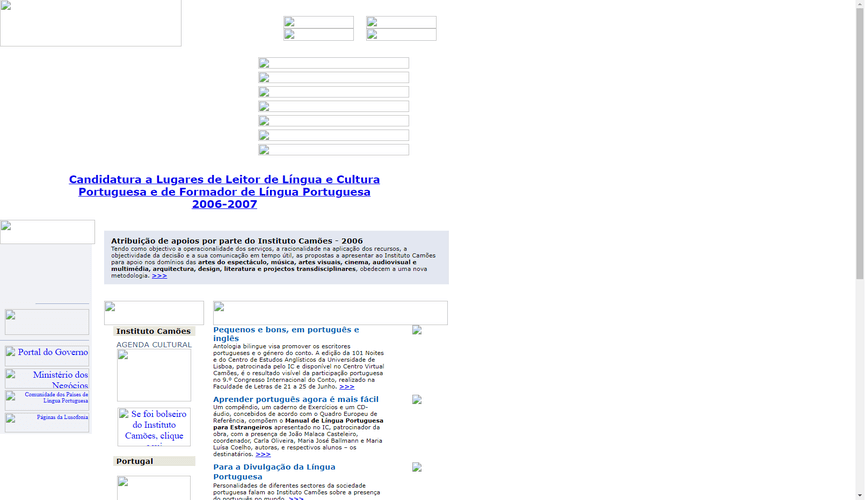 Candidatura a Lugares de Leitor de Língua e Cultura
Portuguesa e de Formador de Língua Portuguesa
2006-2007
Atribuição de apoios por parte do Instituto Camões - 2006
Tendo como objectivo a operacionalidade dos serviços, a racionalidade na aplicação dos recursos, a
objectividade da decisão e a sua comunicação em tempo útil, as propostas a apresentar ao Instituto Camões
para apoio nos domínios das artes do espectáculo, música, artes visuais, cinema, audiovisual e
multimédia, arquitectura, design, literatura e projectos transdisciplinares, obedecem a uma nova
metodologia. >>>
Portal do Governo
Ministério dos
Negócios
Comunidade dos Países de
Língua Portuguesa
Páginas da Lusofonia
Instituto Camões
AGENDA CULTURAL
Se foi bolseiro
do Instituto
Camões, clique
aqui
Portugal
Pequenos e bons, em português e
inglês
Antologia bilingue visa promover os escritores
portugueses e o género do conto. A edição da 101 Noites
e do Centro de Estudos Anglísticos da Universidade de
Lisboa, patrocinada pelo IC e disponível no Centro Virtual
Camões, é o resultado visível da participação portuguesa
no 9.º Congresso Internacional do Conto, realizado na
Faculdade de Letras de 21 a 25 de Junho. >>>
Aprender português agora é mais fácil
Um compêndio, um caderno de Exercícios e um CD-
áudio, concebidos de acordo com o Quadro Europeu de
Referência, compõem o Manual de Língua Portuguesa
para Estrangeiros apresentado no IC, patrocinador da
obra, com a presença de João Malaca Casteleiro,
coordenador, Carla Oliveira, Maria José Ballmann e Maria
Luísa Coelho, autoras, e respectivos alunos – os
destinatários. >>>
Para a Divulgação da Língua
Portuguesa
Personalidades de diferentes sectores da sociedade
portuguesa falam ao Instituto Camões sobre a presença
do português no mundo. >>>